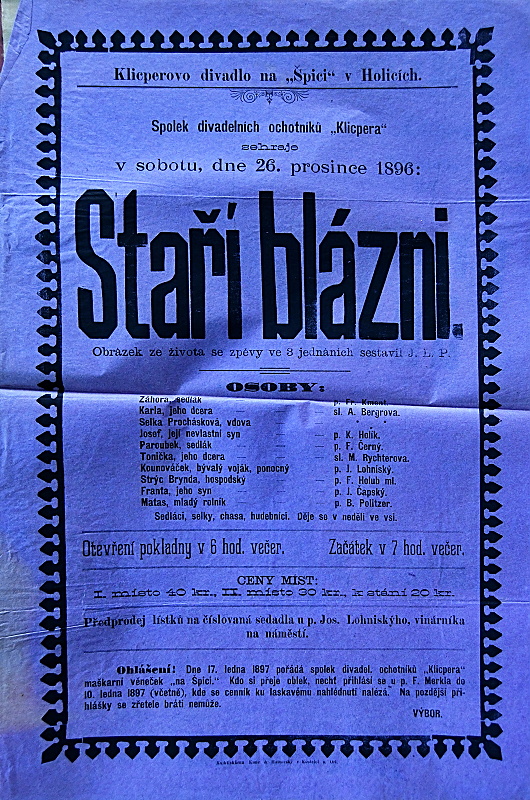 Klicperovo divadlo na „Špici“ v Holicích.
Spolek divadelních ochotníků „Klicpera“
sehraje
v sobotu, dne 26. prosince 1896:
Staří blázni.
Obrázek ze života se zpěvy ve 3 jednáních sestavil J. L. P.
OSOBY:
Záhora, sedlák — — — p. Fr. Kment.
Karla, jeho dcera — — — sl. A. Bergrova.
Selka Prochásková, vdova — — • •
Josef, její nevlastní syn — — p. K. Holík.
Paroubek, sedlák — — — p. F. Černý.
Tonička, jeho dcera — — — sl. M. Rychterova.
Kounováček, bývalý voják, ponocný — p. J. Lohniský.
Strýc Brynda, hospodský — — p. F. Holub ml.
Franta, jeho syn — — — p. J. Čapský.
Matas, mladý rolník — — — p. B. Politzer.
Sedláci, selky, chasa, hudebníci. Děje se v neděli ve vsi.
Otevření pokladny v 6 hod. večer. Začátek v 7 hod. večer.
CENY MÍST:
I. místo 40 kr., II. místo 30 kr., k stání 20 kr.
Předprodej lístků na číslovaná sedadla u p. Jos. Lohniského, vinárníka
na náměstí.
Ohlášení! Dne 17. ledna 1897 pořádá spolek divadel. ochotníků „Klicpera“
maškarní věneček „na Špici.“ Kdo si přeje oblek, nechť přihlásí se u p. F. Merkla do
10. ledna 1897 (včetně), kde se cenník ku laskavému nahlédnutí nalézá. Na pozdější při-
hlášky se zřetele bráti nemůže.
VÝBOR.